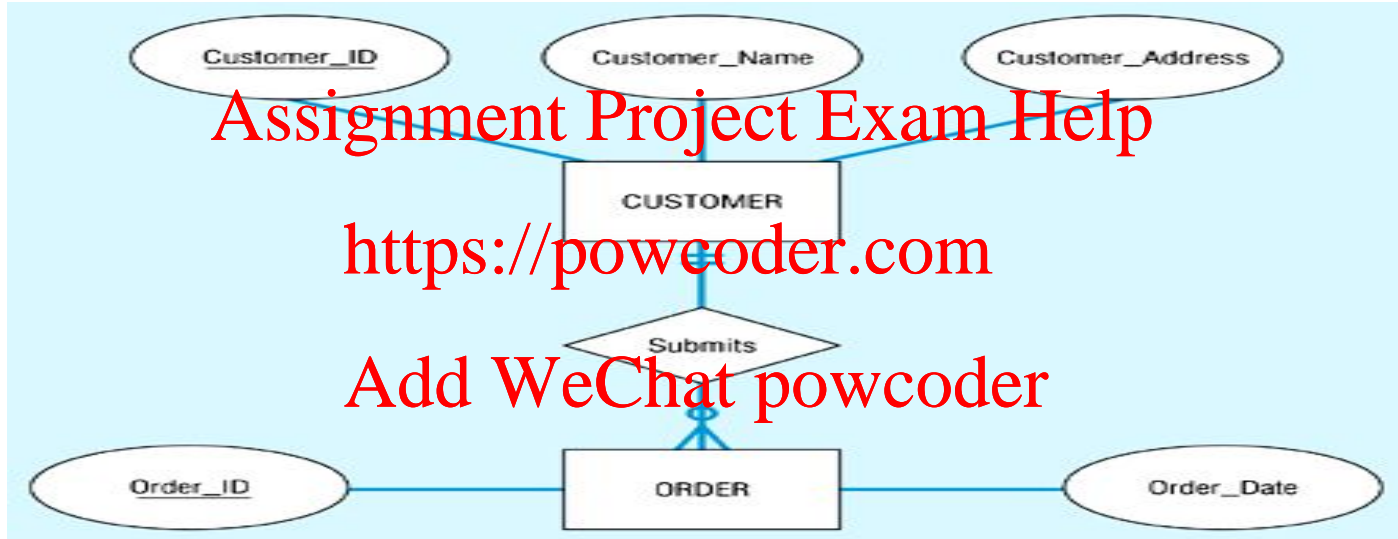 Customer_ID Customer_Name Customer_Address
Assignment Project Exam Help
CUSTOMER
https://powcoder.com
Submits
Add WeChat powcoder
Order_ID ORDER Order_Date